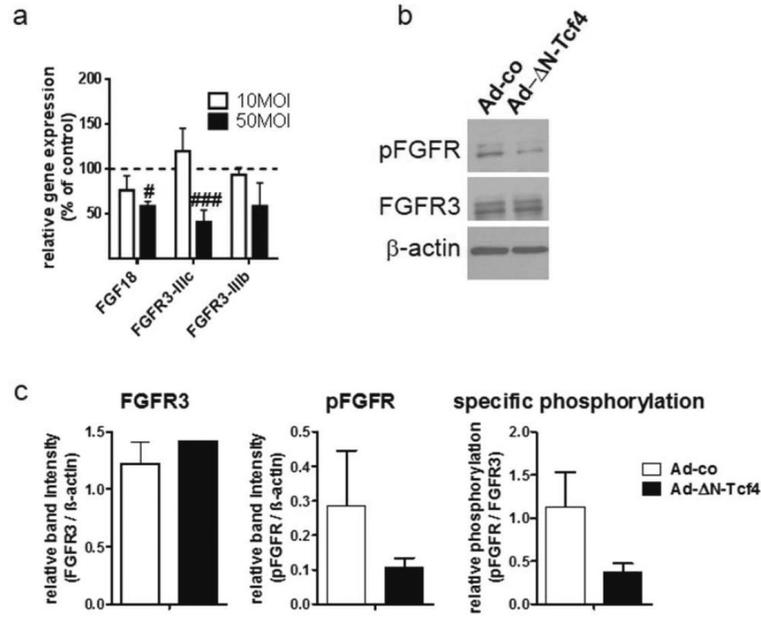 a
relative gene expression
(% of control)
200
150
100
50
10MOI
50MOI
#
###
FGF18
FGFR3-IIIc
FGFR3-IIIb
b
Ad-co
Ad-ΔN-Tcf4
pFGFR
FGFR3
β-actin
c
FGFR3
relative band intensity
(FGFR3 / ß-actin)
1.5
1.0
0.5
0.0
pFGFR
relative band intensity
(pFGFR / ß-actin)
0.5
0.4
0.3
0.2
0.1
0.0
specific phosphorylation
relative phosphorylation
(pFGFR / FGFR3)
2.0
1.5
1.0
0.5
0.0
Ad-co
Ad-ΔN-Tcf4